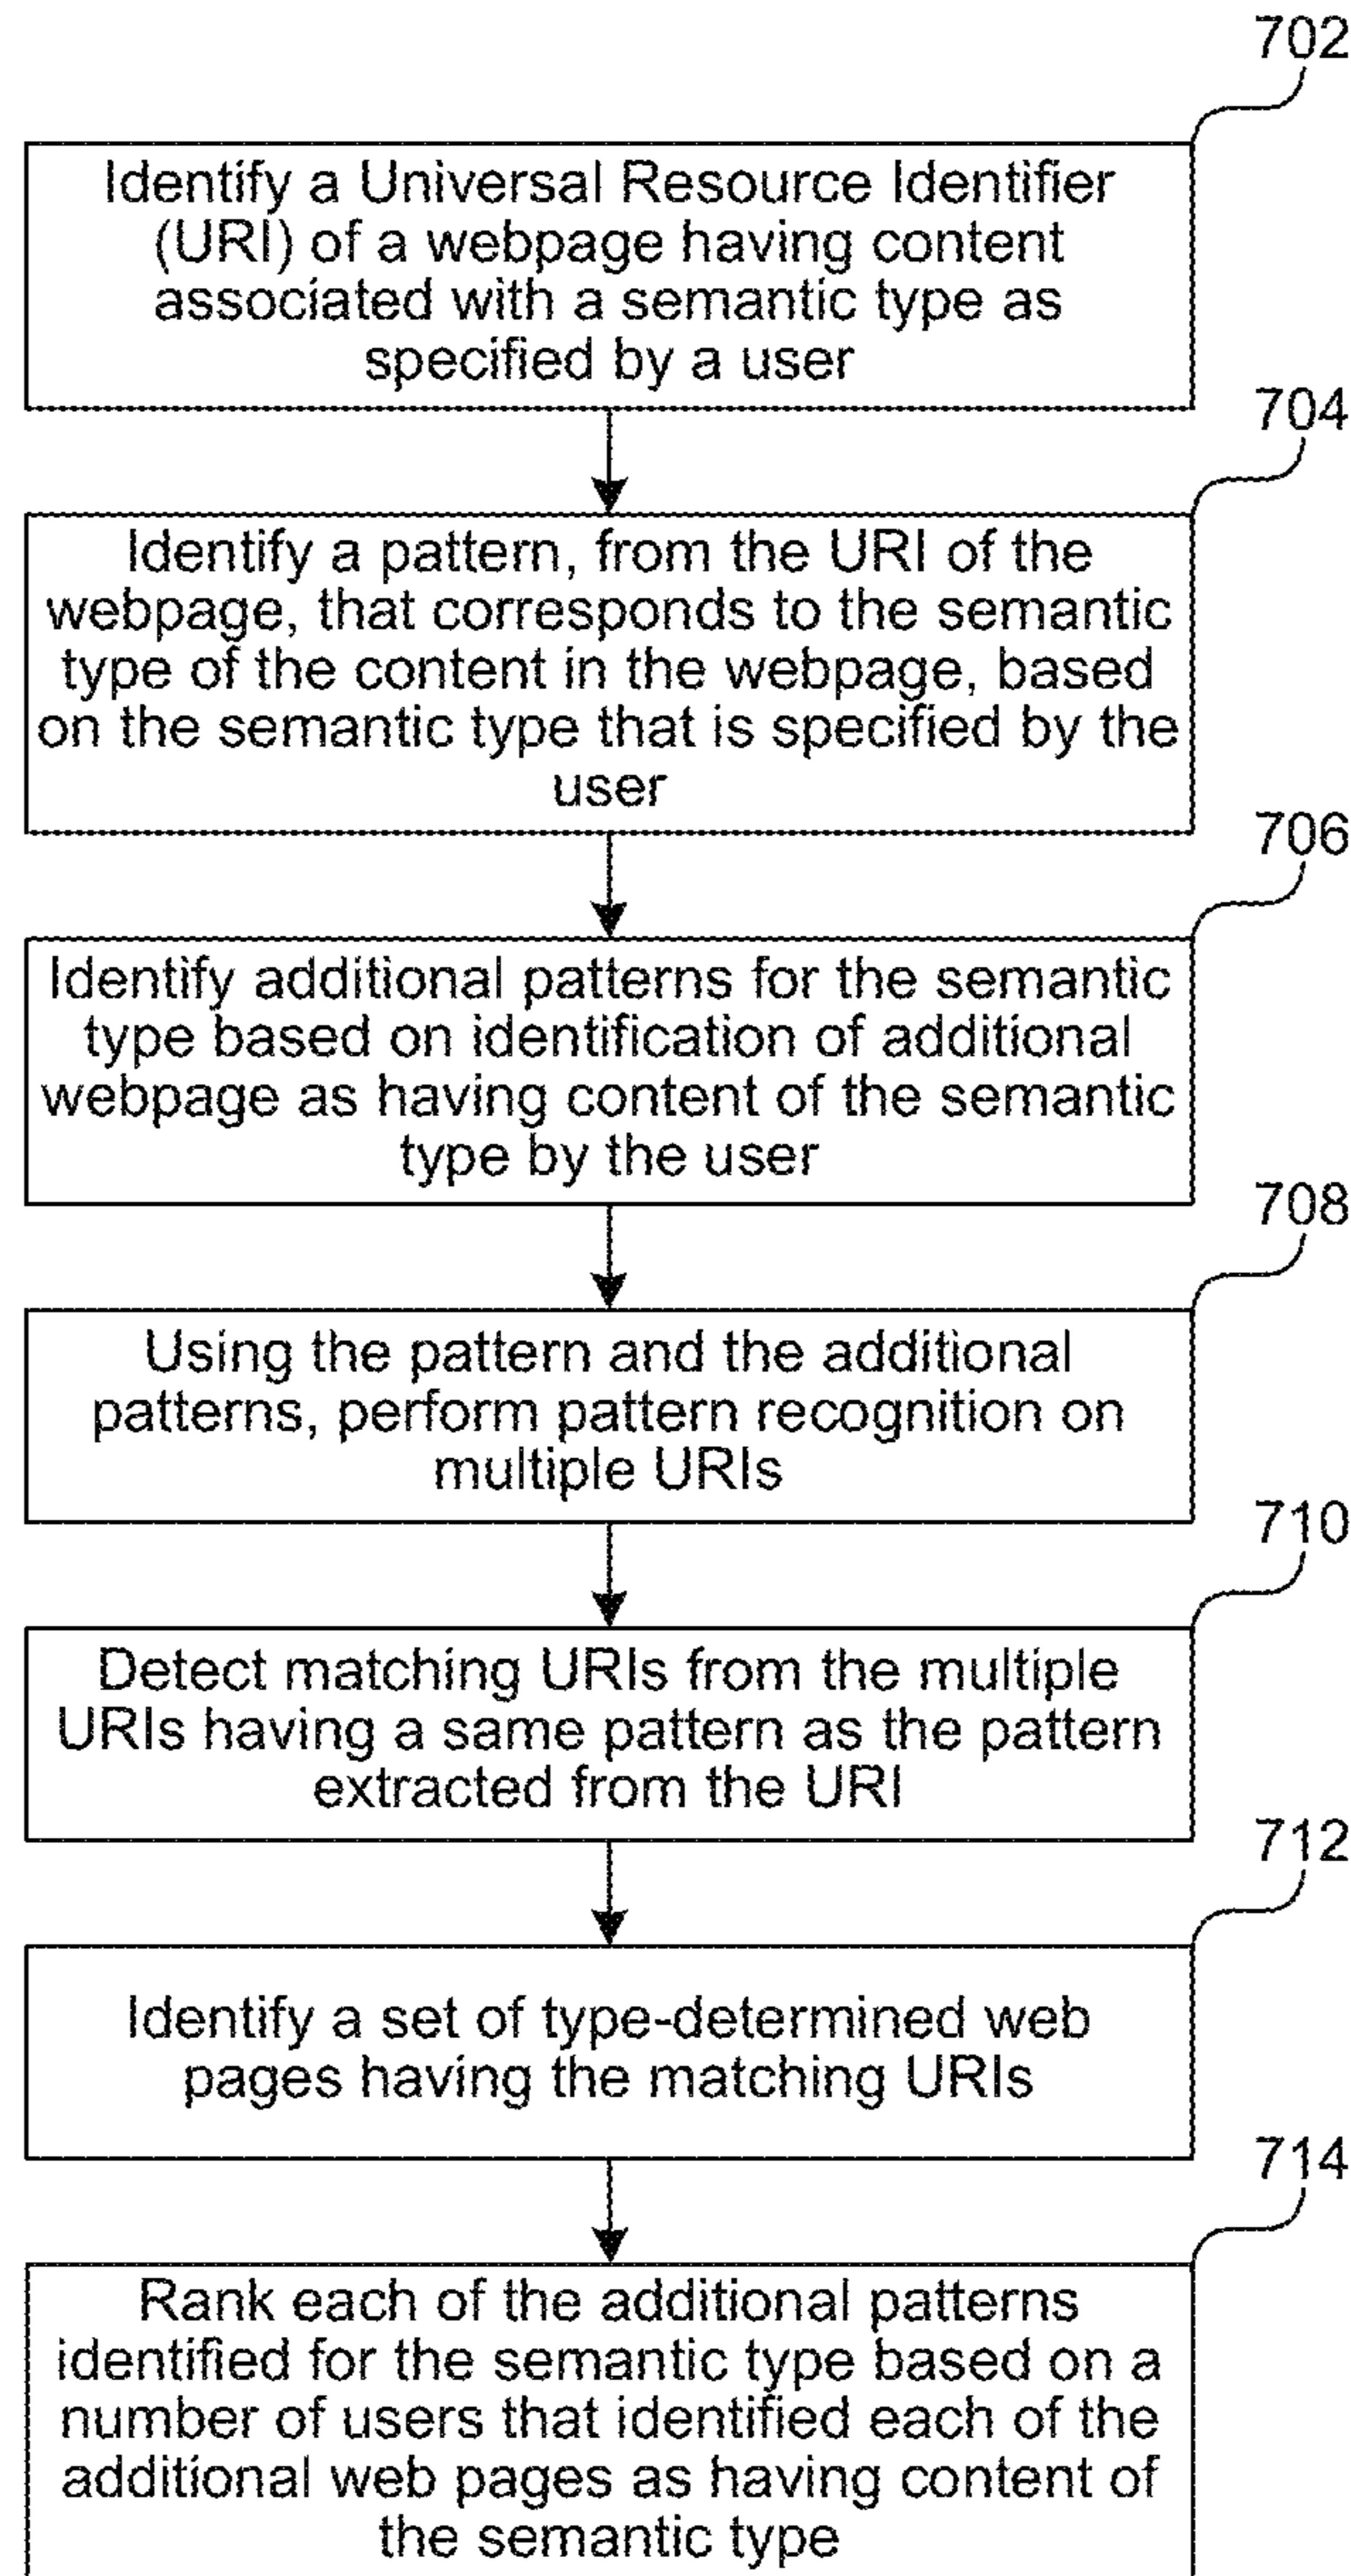 702
Identify a Universal Resource Identifier
(URI) of a webpage having content
associated with a semantic type as
specified by a user
704
Identify a pattern, from the URI of the
webpage, that corresponds to the semantic
type of the content in the webpage, based
on the semantic type that is specified by the
user
706
Identify additional patterns for the semantic
type based on identification of additional
webpage as having content of the semantic
type by the user
708
Using the pattern and the additional
patterns, perform pattern recognition on
multiple URIs
710
Detect matching URIs from the multiple
URIs having a same pattern as the pattern
extracted from the URI
712
Identify a set of type-determined web
pages having the matching URIs
714
Rank each of the additional patterns
identified for the semantic type based on a
number of users that identified each of the
additional web pages as having content of
the semantic type